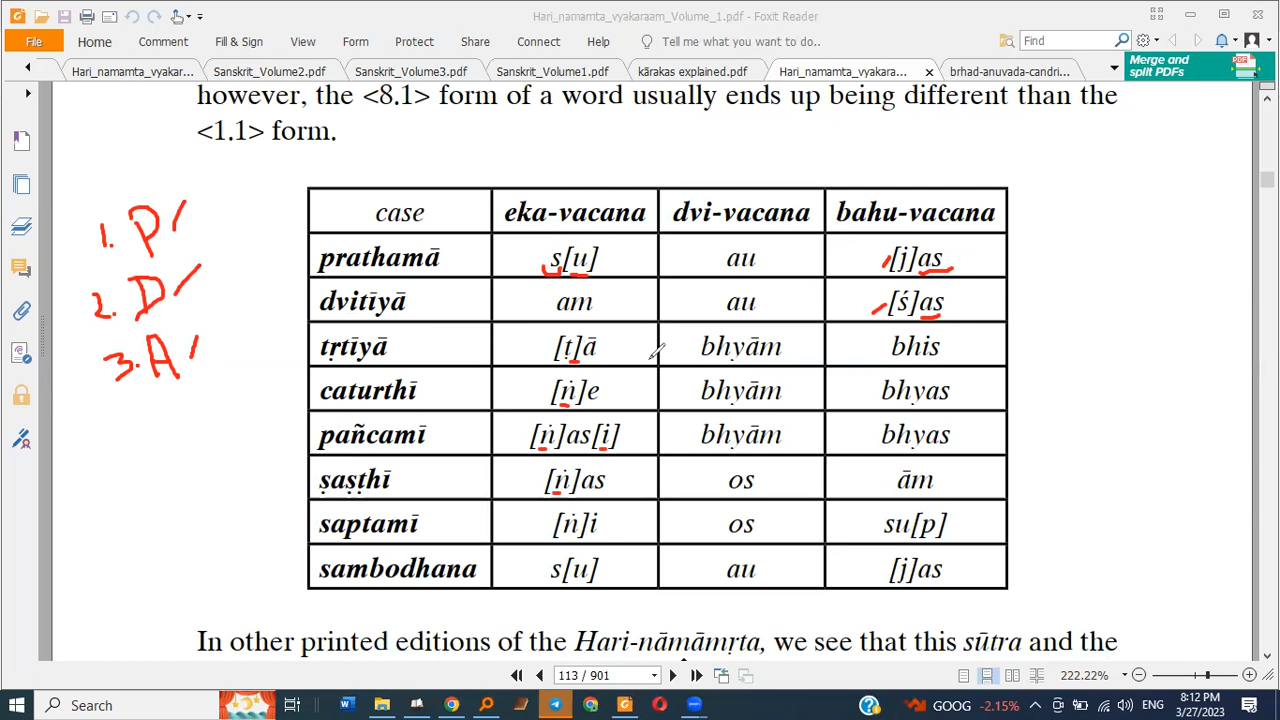 Hari_namamta_vyakaraam_Volume_1.pdf - Foxit Reader
File Home Comment Fill & Sign View Form Protect Share Connect Help Tell me what you want to do.. Find
Hari_namamta_vyakar... Sanskrit_Volume2.pdf Sanskrit_Volume3.pdf Sanskrit_Volume1.pdf kārakas explained.pdf Hari_namamta_vyakara... brhad-anuvada-candri... Merge and split PDFs
however, the <8.1> form of a word usually ends up being different than the
<1.1> form.
case eka-vacana dvi-vacana bahu-vacana
prathamā s[u] au [j]as
dvitīyā am au [ś]as
tṛtīyā [ṭ]ā bhyām bhis
caturthī [ṅ]e bhyām bhyas
pañcamī [ṅ]as[i] bhyām bhyas
ṣaṣṭhī [ṅ]as os ām
saptamī [ṅ]i os su[p]
sambodhana s[u] au [j]as
1. P
2. D
3. A
In other printed editions of the Hari-nāmāmṛta, we see that this sūtra and the
113 / 901 222.22%
Search GOOG -2.15% 8:12 PM
3/27/2023